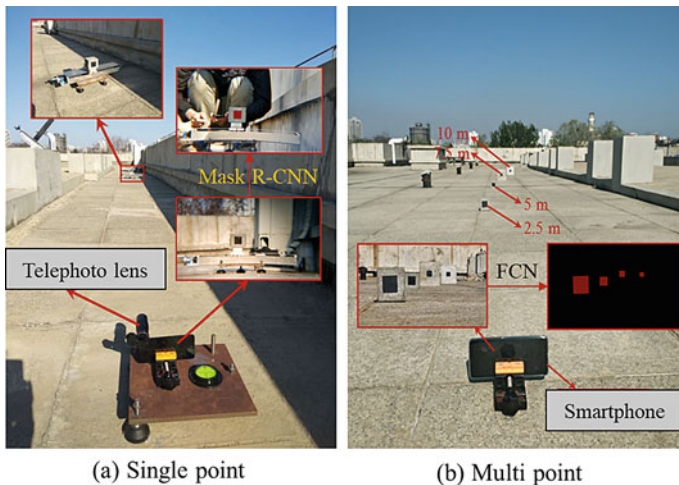 Mask R-CNN
Telephoto lens
10 m
5 m
2.5 m
FCN
Smartphone
(a) Single point
(b) Multi point